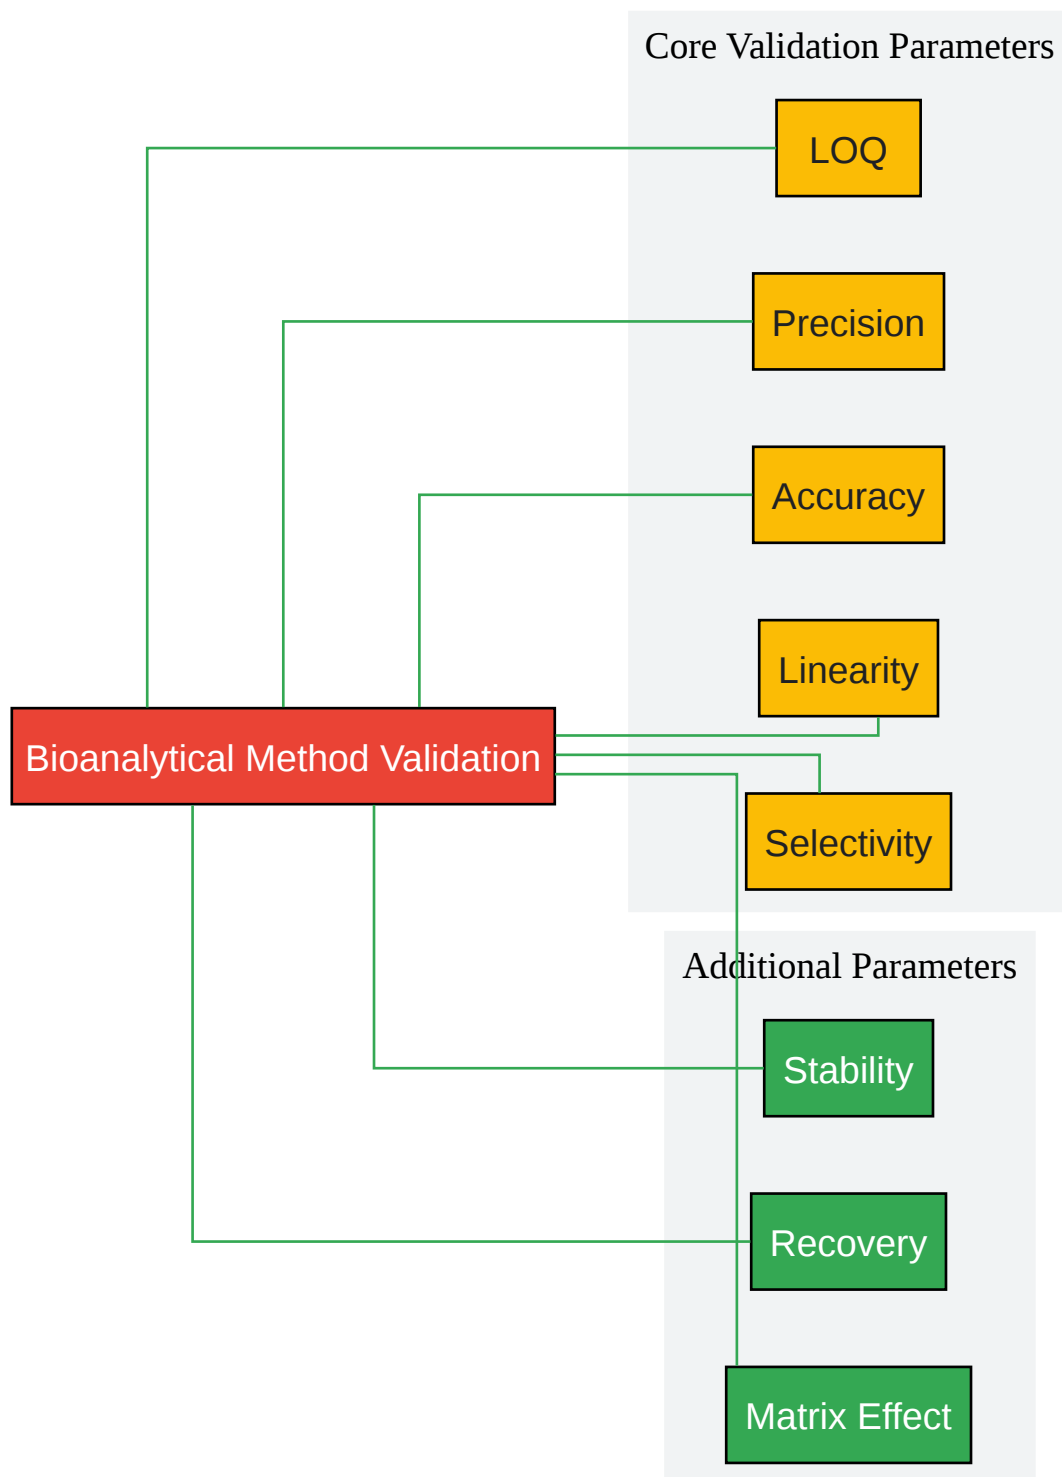 Core Validation Parameters
LOQ
Precision
Accuracy
Linearity
Bioanalytical Method Validation
Selectivity
Additional Parameters
Stability
Recovery
Matrix Effect